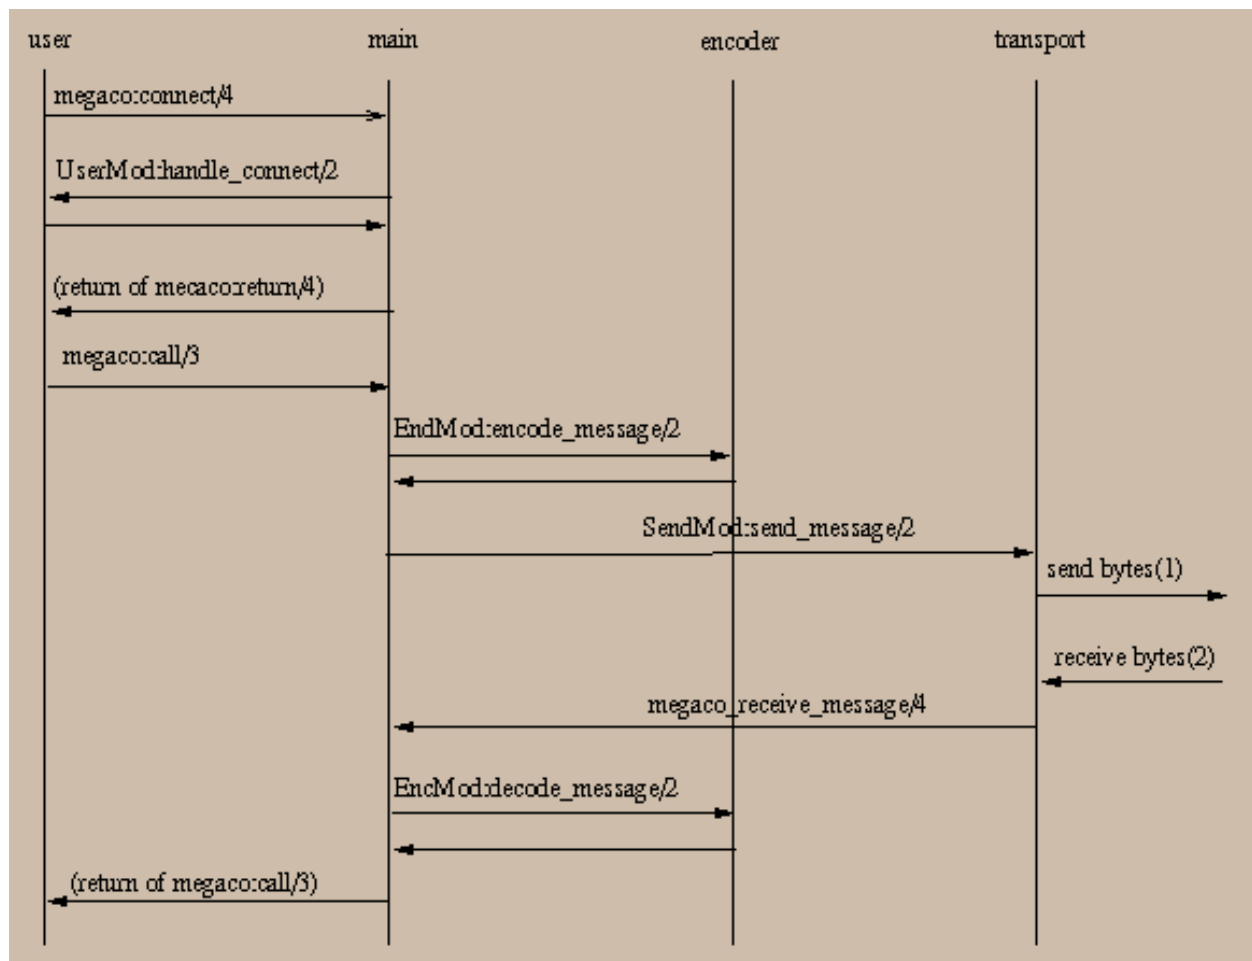 user
main
encoder
transport
megaco:connect/4
UserMod:handle_connect/2
(return of mecaco:return/4)
megaco:call/3
EndMod:encode_message/2
SendMod:send_message/2
send bytes(1)
receive bytes(2)
megaco_receive_message/4
EncMod:decode_message/2
(return of megaco:call/3)